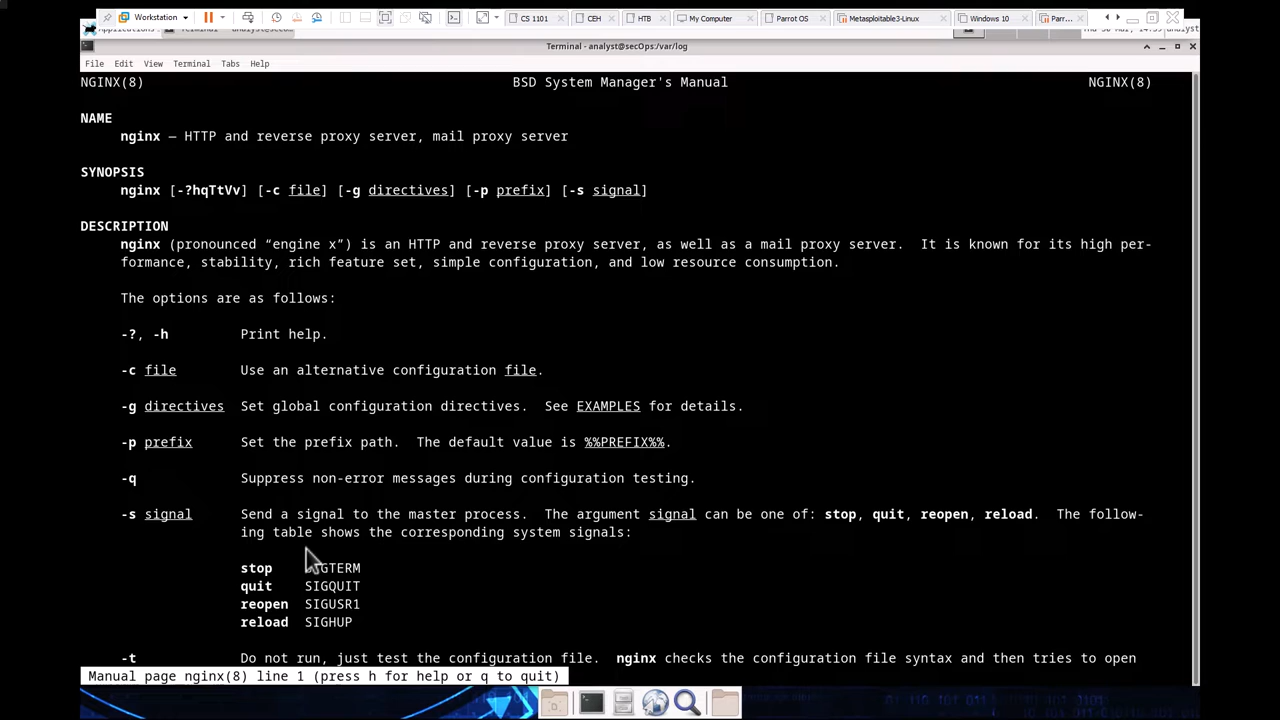 Workstation
CS 1101
CEH
HTB
My Computer
Parrot OS
Metasploitable3-Linux
Windows 10
Parr...
Terminal - analyst@secOps:/var/log
File Edit View Terminal Tabs Help
NGINX(8) BSD System Manager's Manual NGINX(8)
NAME
nginx — HTTP and reverse proxy server, mail proxy server
SYNOPSIS
nginx [-?hqTtVv] [-c file] [-g directives] [-p prefix] [-s signal]
DESCRIPTION
nginx (pronounced “engine x”) is an HTTP and reverse proxy server, as well as a mail proxy server. It is known for its high per-
formance, stability, rich feature set, simple configuration, and low resource consumption.
The options are as follows:
-?, -h Print help.
-c file Use an alternative configuration file.
-g directives Set global configuration directives. See EXAMPLES for details.
-p prefix Set the prefix path. The default value is %%PREFIX%%.
-q Suppress non-error messages during configuration testing.
-s signal Send a signal to the master process. The argument signal can be one of: stop, quit, reopen, reload. The follow-
ing table shows the corresponding system signals:
stop SIGTERM
quit SIGQUIT
reopen SIGUSR1
reload SIGHUP
-t Do not run, just test the configuration file. nginx checks the configuration file syntax and then tries to open
Manual page nginx(8) line 1 (press h for help or q to quit)